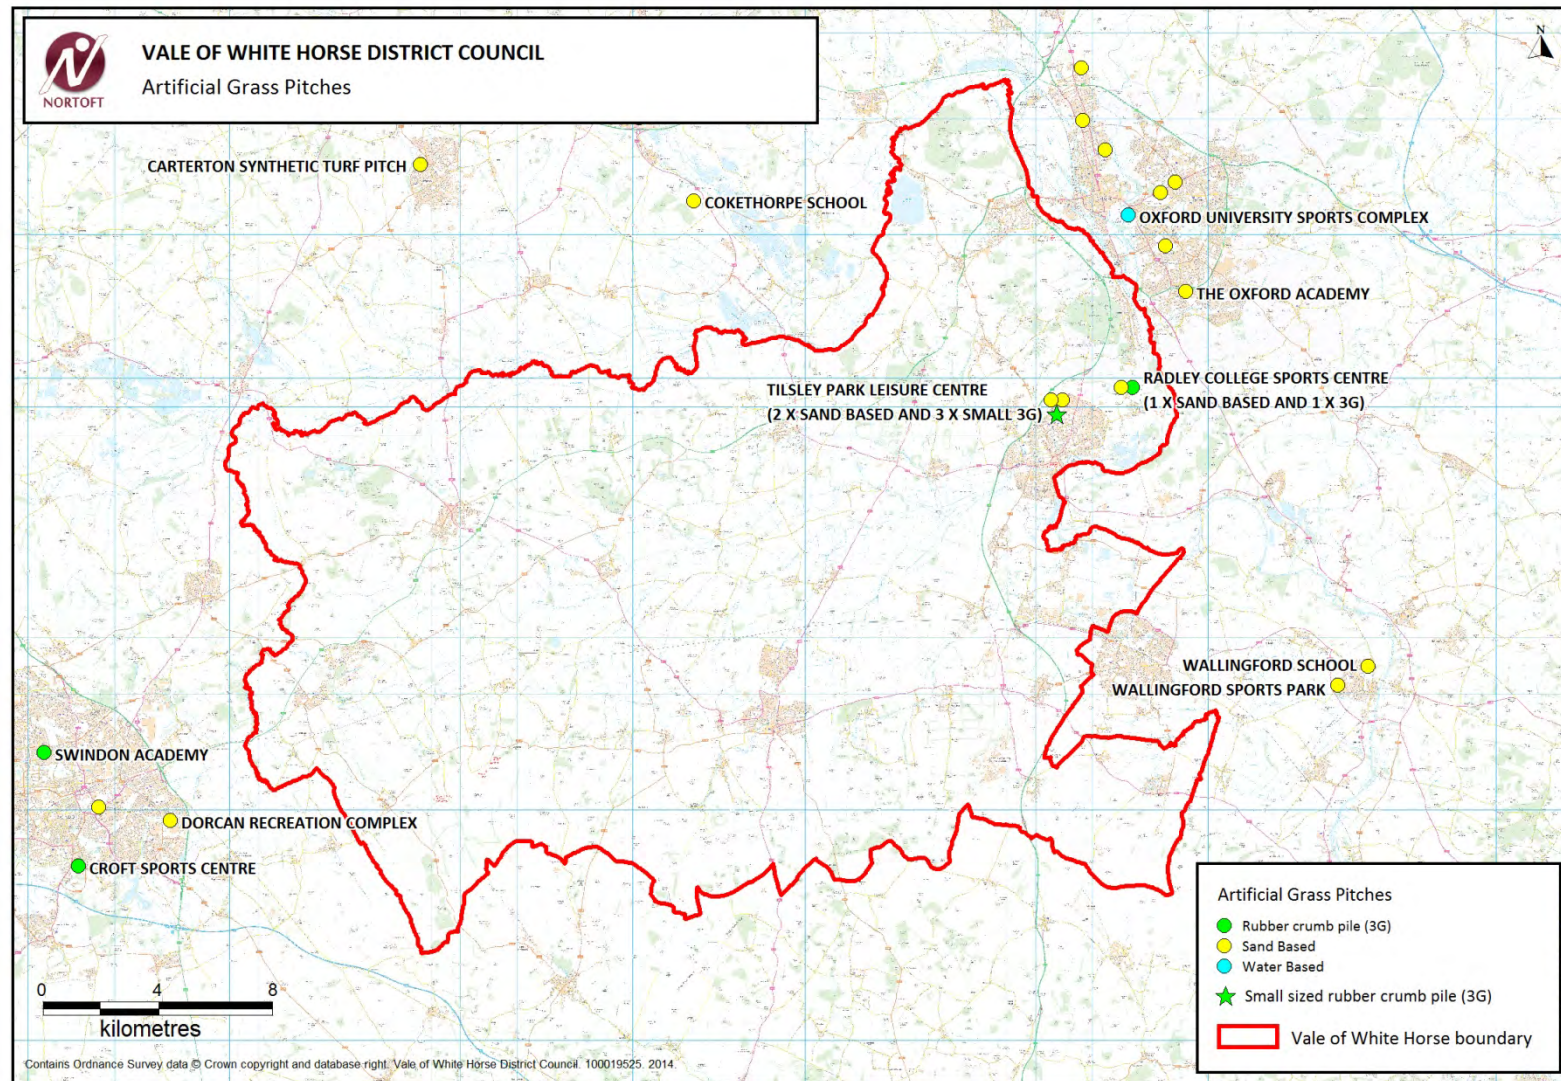 NORTOFT
VALE OF WHITE HORSE DISTRICT COUNCIL
Artificial Grass Pitches
N
CARTERTON SYNTHETIC TURF PITCH
COKETHORPE SCHOOL
OXFORD UNIVERSITY SPORTS COMPLEX
THE OXFORD ACADEMY
TILSLEY PARK LEISURE CENTRE
(2 X SAND BASED AND 3 X SMALL 3G)
RADLEY COLLEGE SPORTS CENTRE
(1 X SAND BASED AND 1 X 3G)
WALLINGFORD SCHOOL
WALLINGFORD SPORTS PARK
SWINDON ACADEMY
DORCAN RECREATION COMPLEX
CROFT SPORTS CENTRE
Artificial Grass Pitches
Rubber crumb pile (3G)
Sand Based
Water Based
Small sized rubber crumb pile (3G)
Vale of White Horse boundary
0 4 8
kilometres
Contains Ordnance Survey data © Crown copyright and database right. Vale of White Horse District Council. 100019525. 2014.